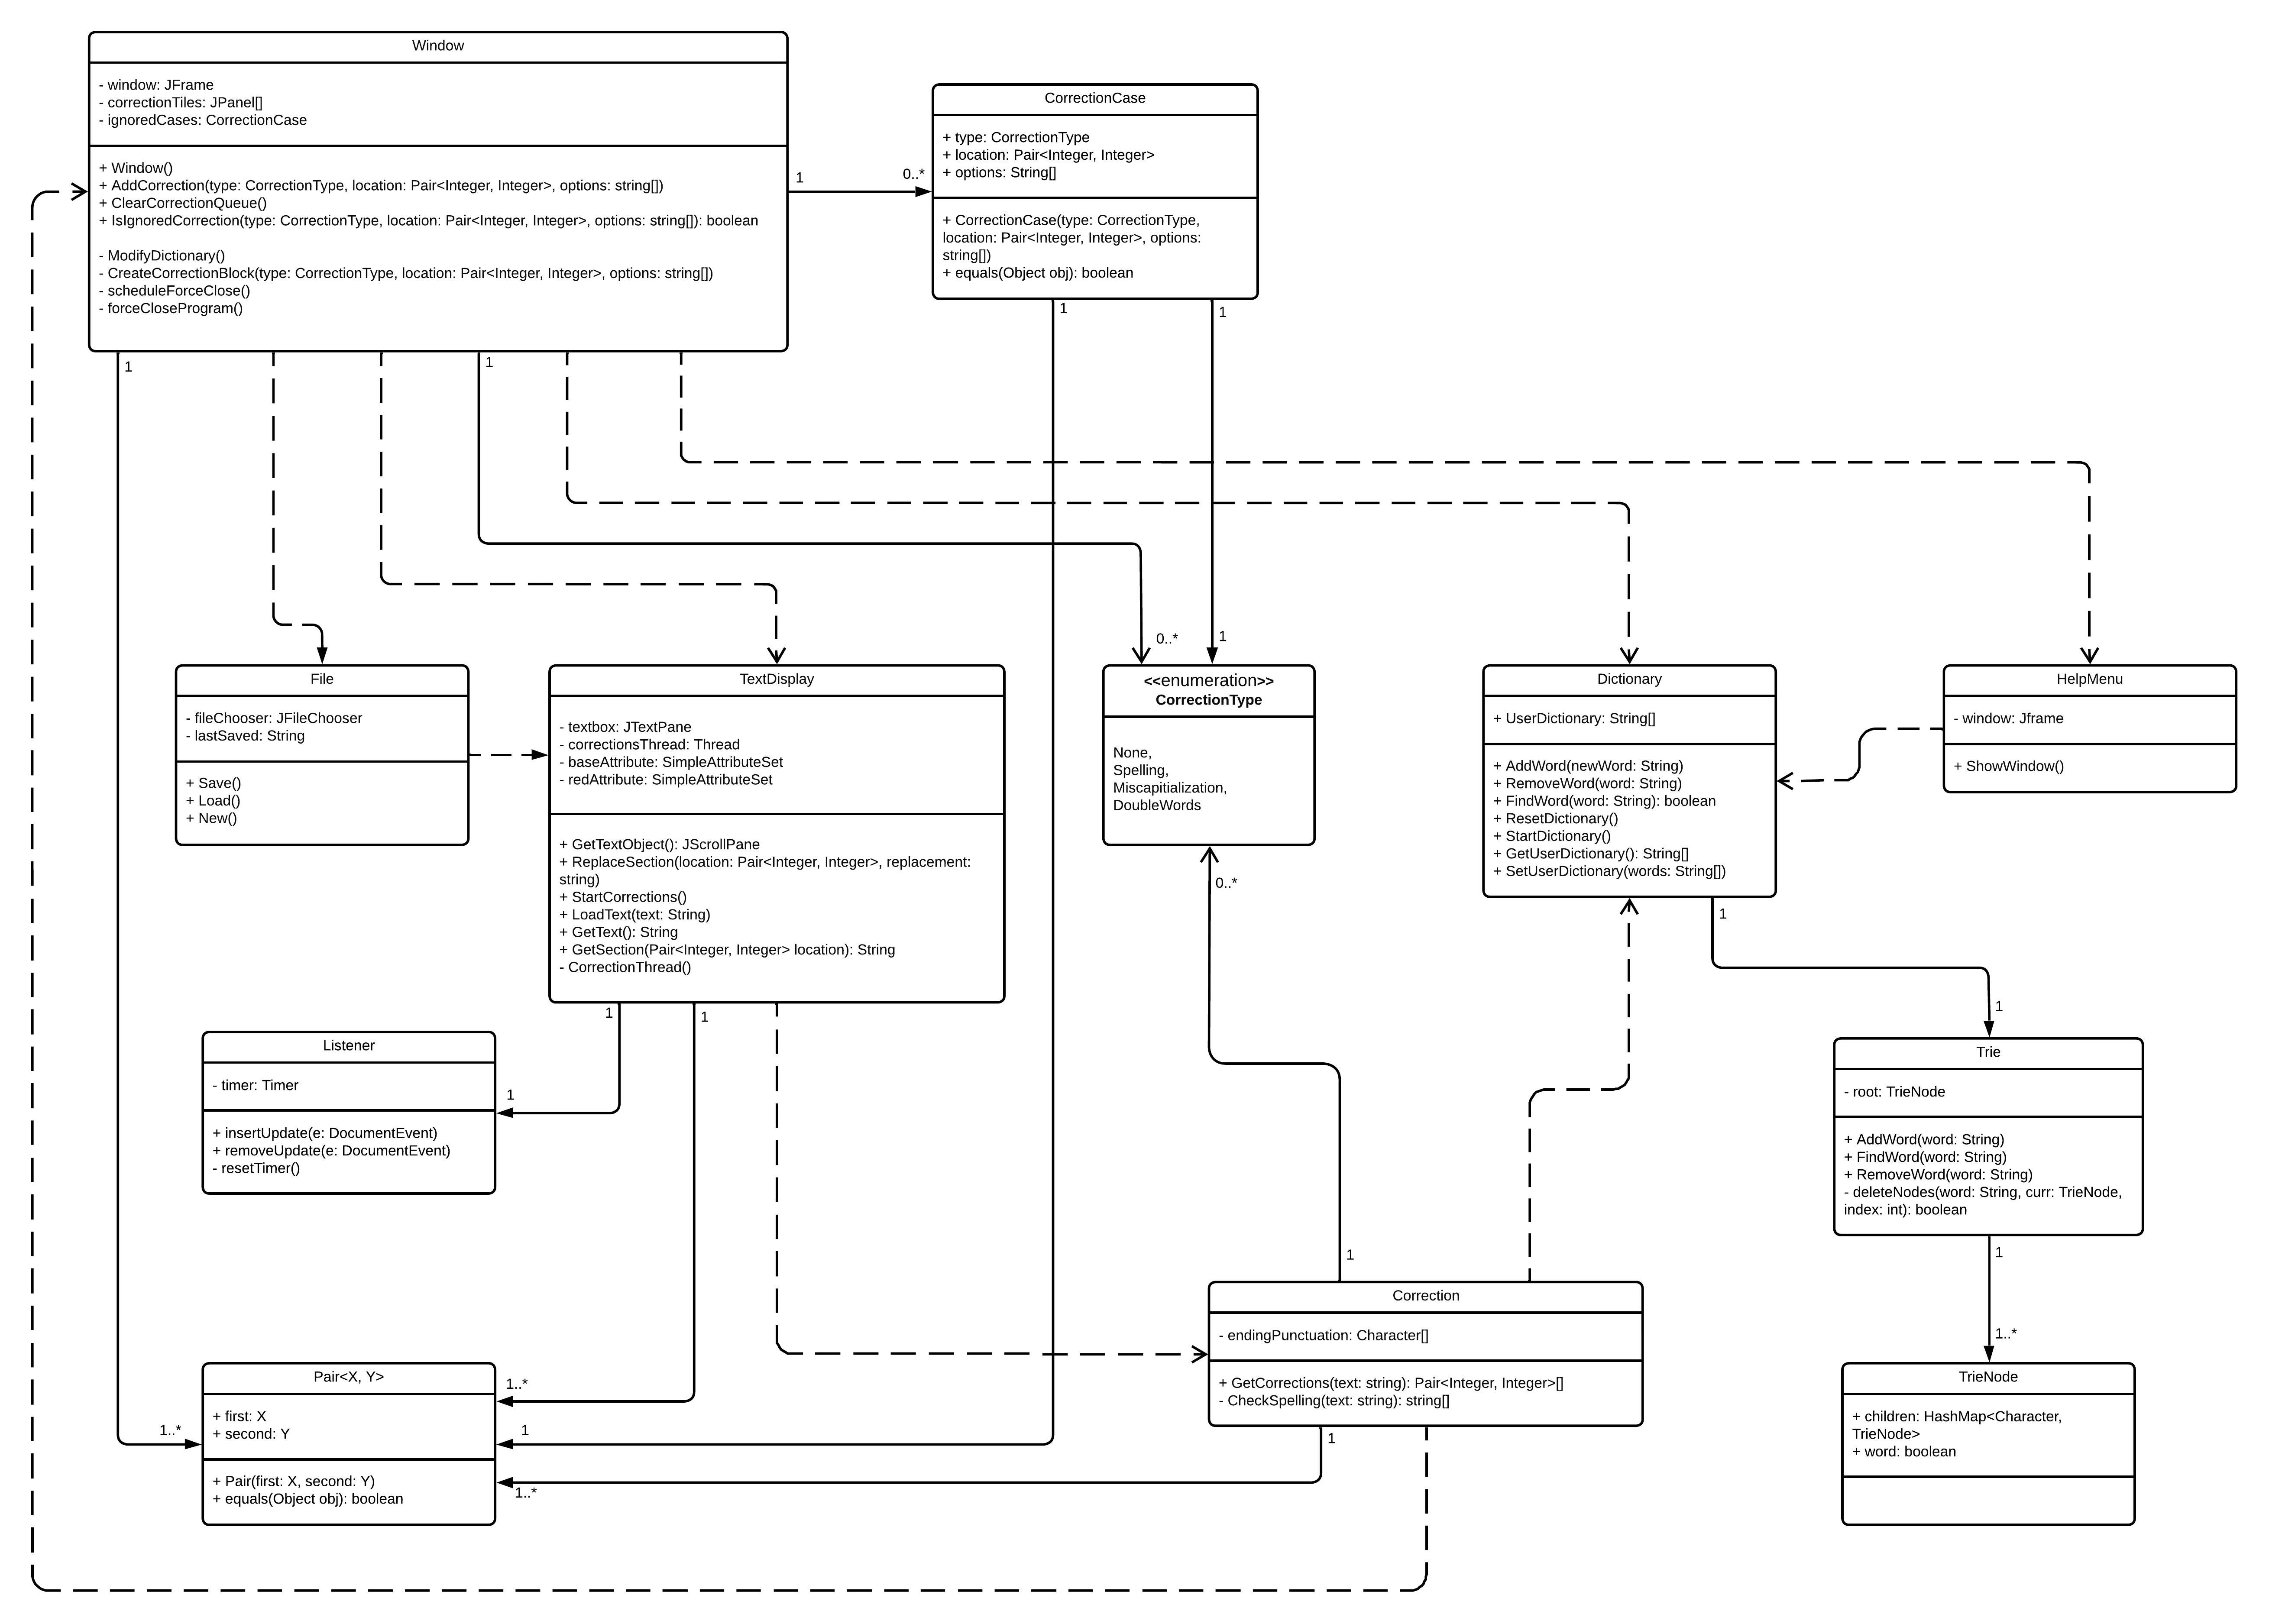 Window
- window: JFrame
- correctionTiles: JPanel[]
- ignoredCases: CorrectionCase
+ Window()
+ AddCorrection(type: CorrectionType, location: Pair<Integer, Integer>, options: string[])
+ ClearCorrectionQueue()
+ IsIgnoredCorrection(type: CorrectionType, location: Pair<Integer, Integer>, options: string[]): boolean
- ModifyDictionary()
- CreateCorrectionBlock(type: CorrectionType, location: Pair<Integer, Integer>, options: string[])
- scheduleForceClose()
- forceCloseProgram()
1
0..*
CorrectionCase
+ type: CorrectionType
+ location: Pair<Integer, Integer>
+ options: String[]
+ CorrectionCase(type: CorrectionType,
location: Pair<Integer, Integer>, options:
string[])
+ equals(Object obj): boolean
1
1
1
1
0..*
1
File
- fileChooser: JFileChooser
- lastSaved: String
+ Save()
+ Load()
+ New()
TextDisplay
- textbox: JTextPane
- correctionsThread: Thread
- baseAttribute: SimpleAttributeSet
- redAttribute: SimpleAttributeSet
+ GetTextObject(): JScrollPane
+ ReplaceSection(location: Pair<Integer, Integer>, replacement:
string)
+ StartCorrections()
+ LoadText(text: String)
+ GetText(): String
+ GetSection(Pair<Integer, Integer> location): String
- CorrectionThread()
<<enumeration>>
CorrectionType
None,
Spelling,
Miscapitialization,
DoubleWords
0..*
Dictionary
+ UserDictionary: String[]
+ AddWord(newWord: String)
+ RemoveWord(word: String)
+ FindWord(word: String): boolean
+ ResetDictionary()
+ StartDictionary()
+ GetUserDictionary(): String[]
+ SetUserDictionary(words: String[])
HelpMenu
- window: Jframe
+ ShowWindow()
1
1
1
1
1
Listener
- timer: Timer
+ insertUpdate(e: DocumentEvent)
+ removeUpdate(e: DocumentEvent)
- resetTimer()
Trie
- root: TrieNode
+ AddWord(word: String)
+ FindWord(word: String)
+ RemoveWord(word: String)
- deleteNodes(word: String, curr: TrieNode,
index: int): boolean
1
1..*
1
Correction
- endingPunctuation: Character[]
+ GetCorrections(text: string): Pair<Integer, Integer>[]
- CheckSpelling(text: string): string[]
1
Pair<X, Y>
+ first: X
+ second: Y
+ Pair(first: X, second: Y)
+ equals(Object obj): boolean
1..*
1..*
1
1..*
TrieNode
+ children: HashMap<Character,
TrieNode>
+ word: boolean